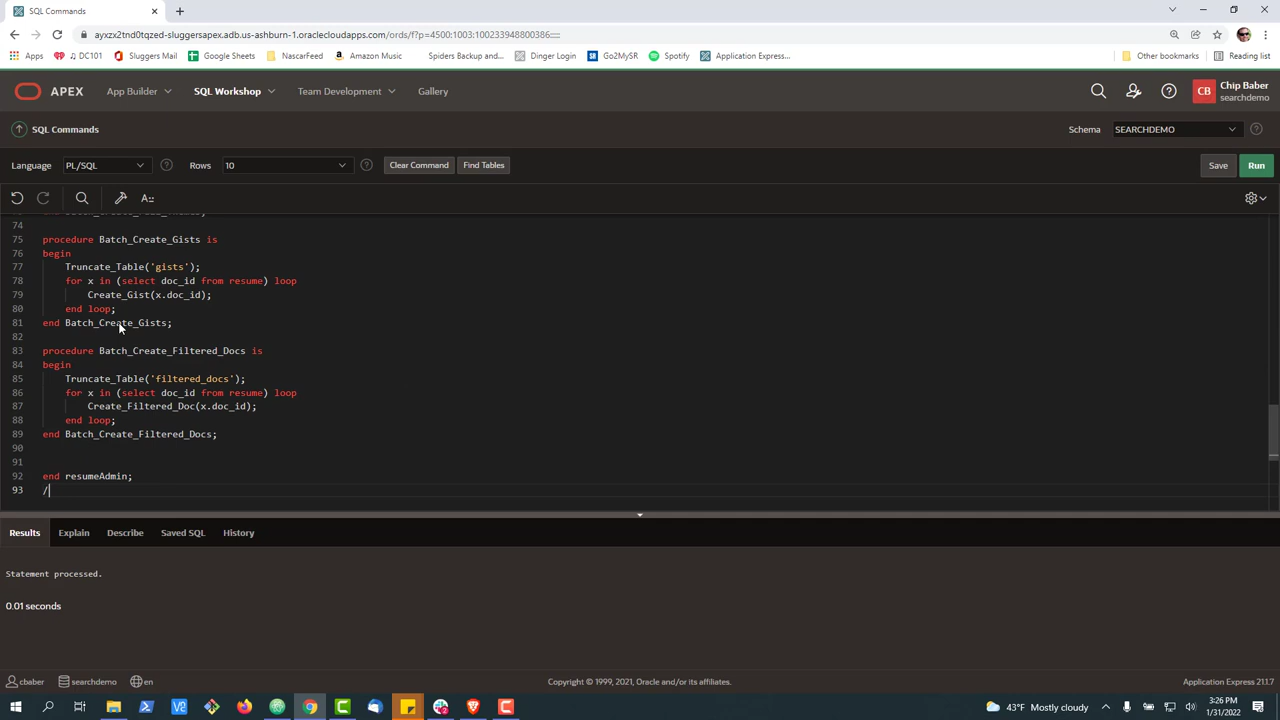 SQL Commands
ayxzx2tnd0tqzed-sluggersapex.adb.us-ashburn-1.oraclecloudapps.com/ords/f?p=4500:1003:100233948800386:::::
Apps DC101 Sluggers Mail Google Sheets NascarFeed Amazon Music Spiders Backup and... Dinger Login Go2MySR Spotify Application Express... Other bookmarks Reading list
APEX App Builder SQL Workshop Team Development Gallery CB Chip Baber
searchdemo
SQL Commands Schema SEARCHDEMO
Language PL/SQL Rows 10 Clear Command Find Tables Save Run
74
75 procedure Batch_Create_Gists is
76 begin
77 Truncate_Table('gists');
78 for x in (select doc_id from resume) loop
79 Create_Gist(x.doc_id);
80 end loop;
81 end Batch_Create_Gists;
82
83 procedure Batch_Create_Filtered_Docs is
84 begin
85 Truncate_Table('filtered_docs');
86 for x in (select doc_id from resume) loop
87 Create_Filtered_Doc(x.doc_id);
88 end loop;
89 end Batch_Create_Filtered_Docs;
90
91
92 end resumeAdmin;
93 /
Results Explain Describe Saved SQL History
Statement processed.
0.01 seconds
cbaber searchdemo en Copyright © 1999, 2021, Oracle and/or its affiliates. Application Express 21.1.7
43°F Mostly cloudy 3:26 PM
1/31/2022